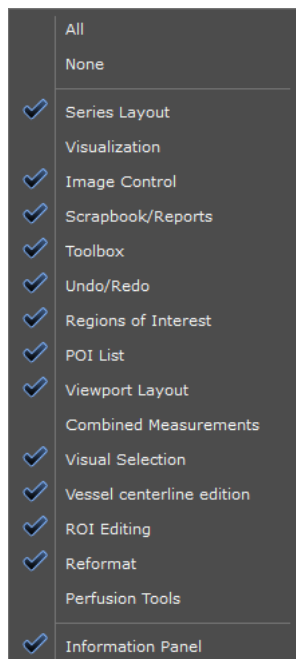 All
None
Series Layout
Visualization
Image Control
Scrapbook/Reports
Toolbox
Undo/Redo
Regions of Interest
POI List
Viewport Layout
Combined Measurements
Visual Selection
Vessel centerline edition
ROI Editing
Reformat
Perfusion Tools
Information Panel